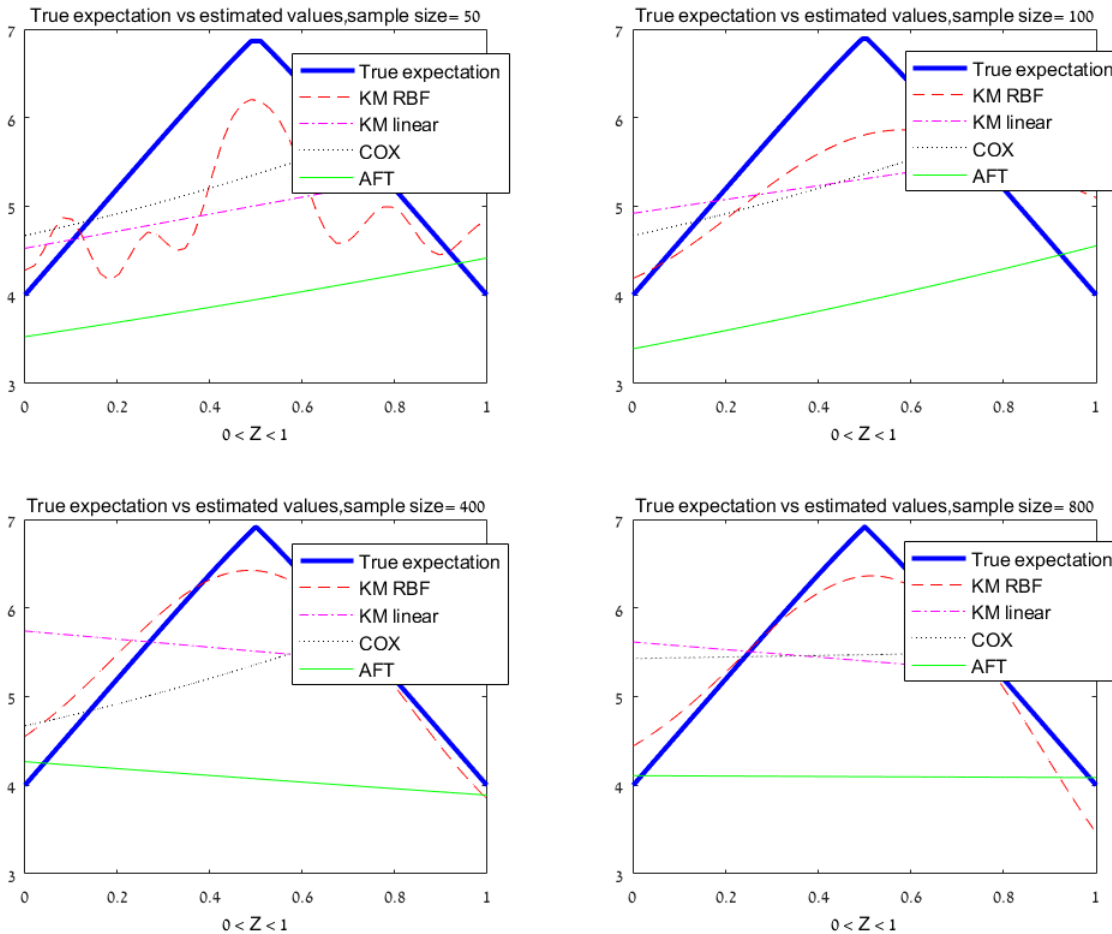 True expectation vs estimated values,sample size= 50
7
6
5
4
3
0 0.2 0.4 0.6 0.8 1
0 < Z < 1
True expectation
KM RBF
KM linear
COX
AFT
True expectation vs estimated values,sample size= 100
7
6
5
4
3
0 0.2 0.4 0.6 0.8 1
0 < Z < 1
True expectation
KM RBF
KM linear
COX
AFT
True expectation vs estimated values,sample size= 400
7
6
5
4
3
0 0.2 0.4 0.6 0.8 1
0 < Z < 1
True expectation
KM RBF
KM linear
COX
AFT
True expectation vs estimated values,sample size= 800
7
6
5
4
3
0 0.2 0.4 0.6 0.8 1
0 < Z < 1
True expectation
KM RBF
KM linear
COX
AFT